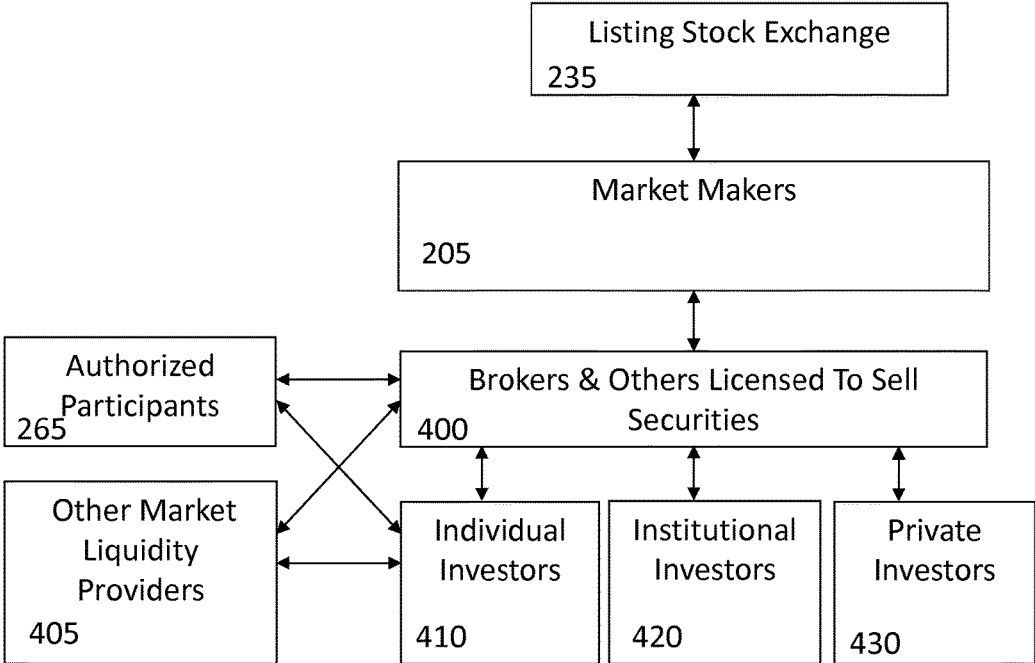 Listing Stock Exchange
235
Market Makers
205
Authorized
Participants
265
Brokers & Others Licensed To Sell
Securities
400
Other Market
Liquidity
Providers
405
Individual
Investors
410
Institutional
Investors
420
Private
Investors
430